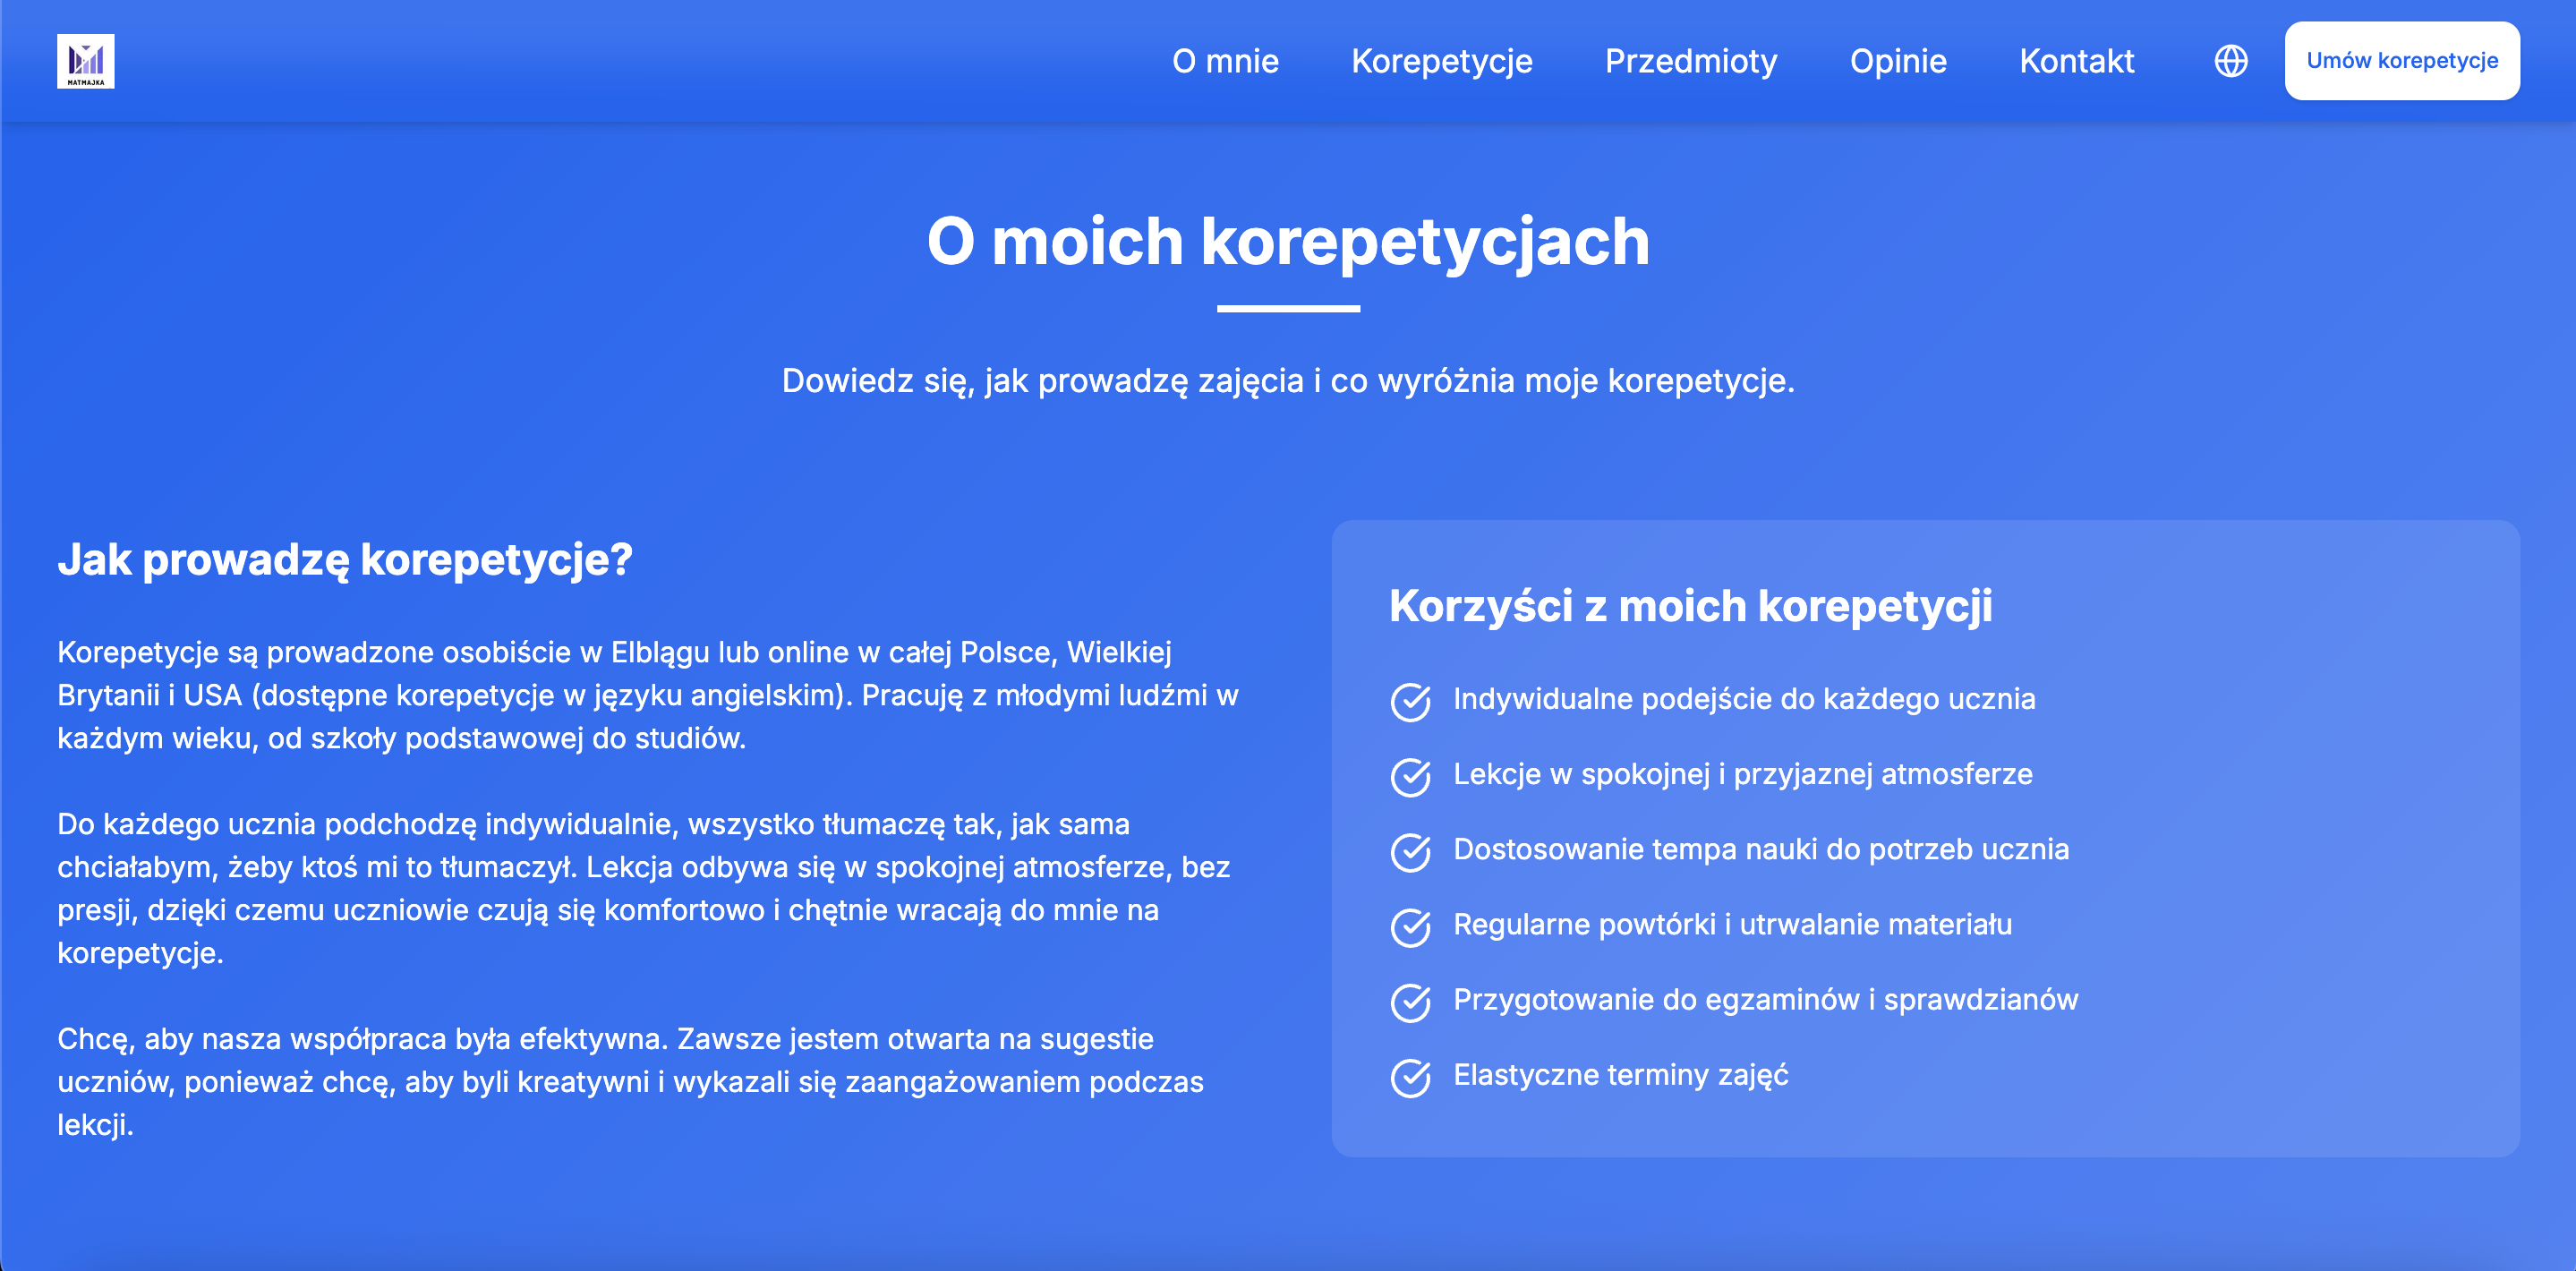 MATMAJKA
O mnie
Korepetycje
Przedmioty
Opinie
Kontakt
Umów korepetycje
O moich korepetycjach
Dowiedz się, jak prowadzę zajęcia i co wyróżnia moje korepetycje.
Jak prowadzę korepetycje?
Korepetycje są prowadzone osobiście w Elblągu lub online w całej Polsce, Wielkiej
Brytanii i USA (dostępne korepetycje w języku angielskim). Pracuję z młodymi ludźmi w
każdym wieku, od szkoły podstawowej do studiów.
Do każdego ucznia podchodzę indywidualnie, wszystko tłumaczę tak, jak sama
chciałabym, żeby ktoś mi to tłumaczył. Lekcja odbywa się w spokojnej atmosferze, bez
presji, dzięki czemu uczniowie czują się komfortowo i chętnie wracają do mnie na
korepetycje.
Chcę, aby nasza współpraca była efektywna. Zawsze jestem otwarta na sugestie
uczniów, ponieważ chcę, aby byli kreatywni i wykazali się zaangażowaniem podczas
lekcji.
Korzyści z moich korepetycji
Indywidualne podejście do każdego ucznia
Lekcje w spokojnej i przyjaznej atmosferze
Dostosowanie tempa nauki do potrzeb ucznia
Regularne powtórki i utrwalanie materiału
Przygotowanie do egzaminów i sprawdzianów
Elastyczne terminy zajęć